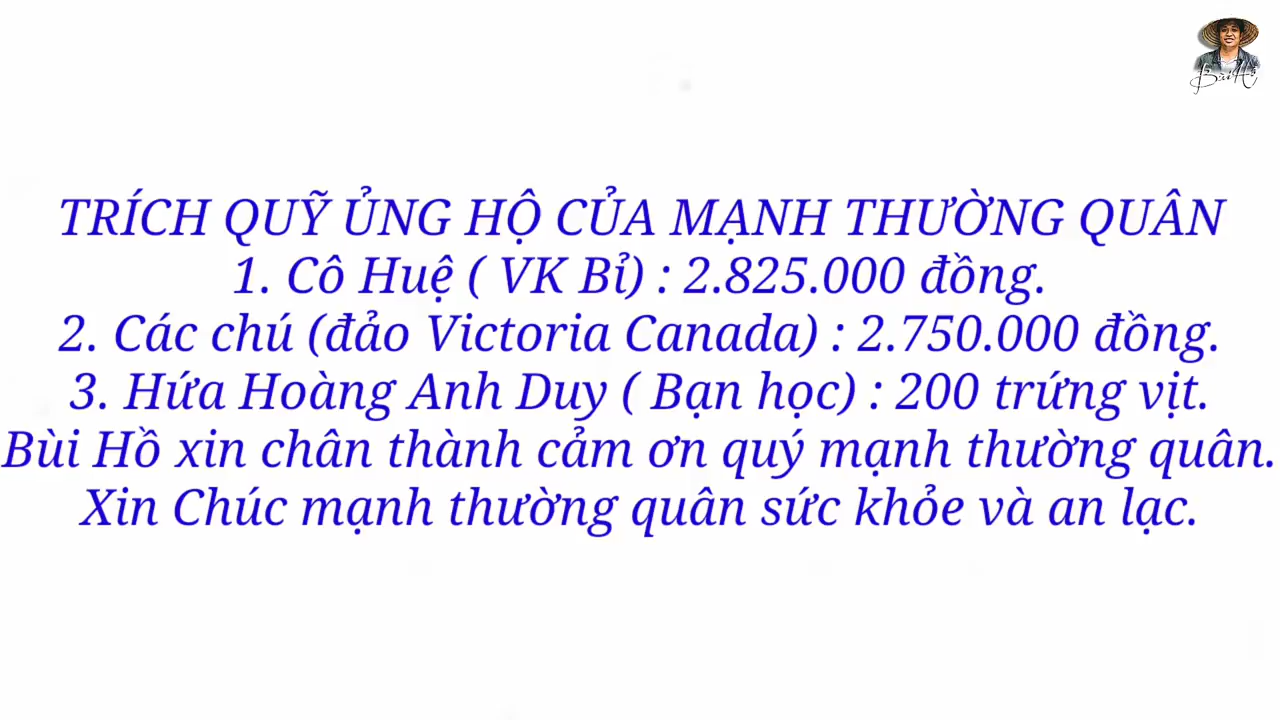 Bùi Hồ
TRÍCH QUỸ ỦNG HỘ CỦA MẠNH THƯỜNG QUÂN
1. Cô Huệ ( VK Bỉ) : 2.825.000 đồng.
2. Các chú (đảo Victoria Canada) : 2.750.000 đồng.
3. Hứa Hoàng Anh Duy ( Bạn học) : 200 trứng vịt.
Bùi Hồ xin chân thành cảm ơn quý mạnh thường quân.
Xin Chúc mạnh thường quân sức khỏe và an lạc.